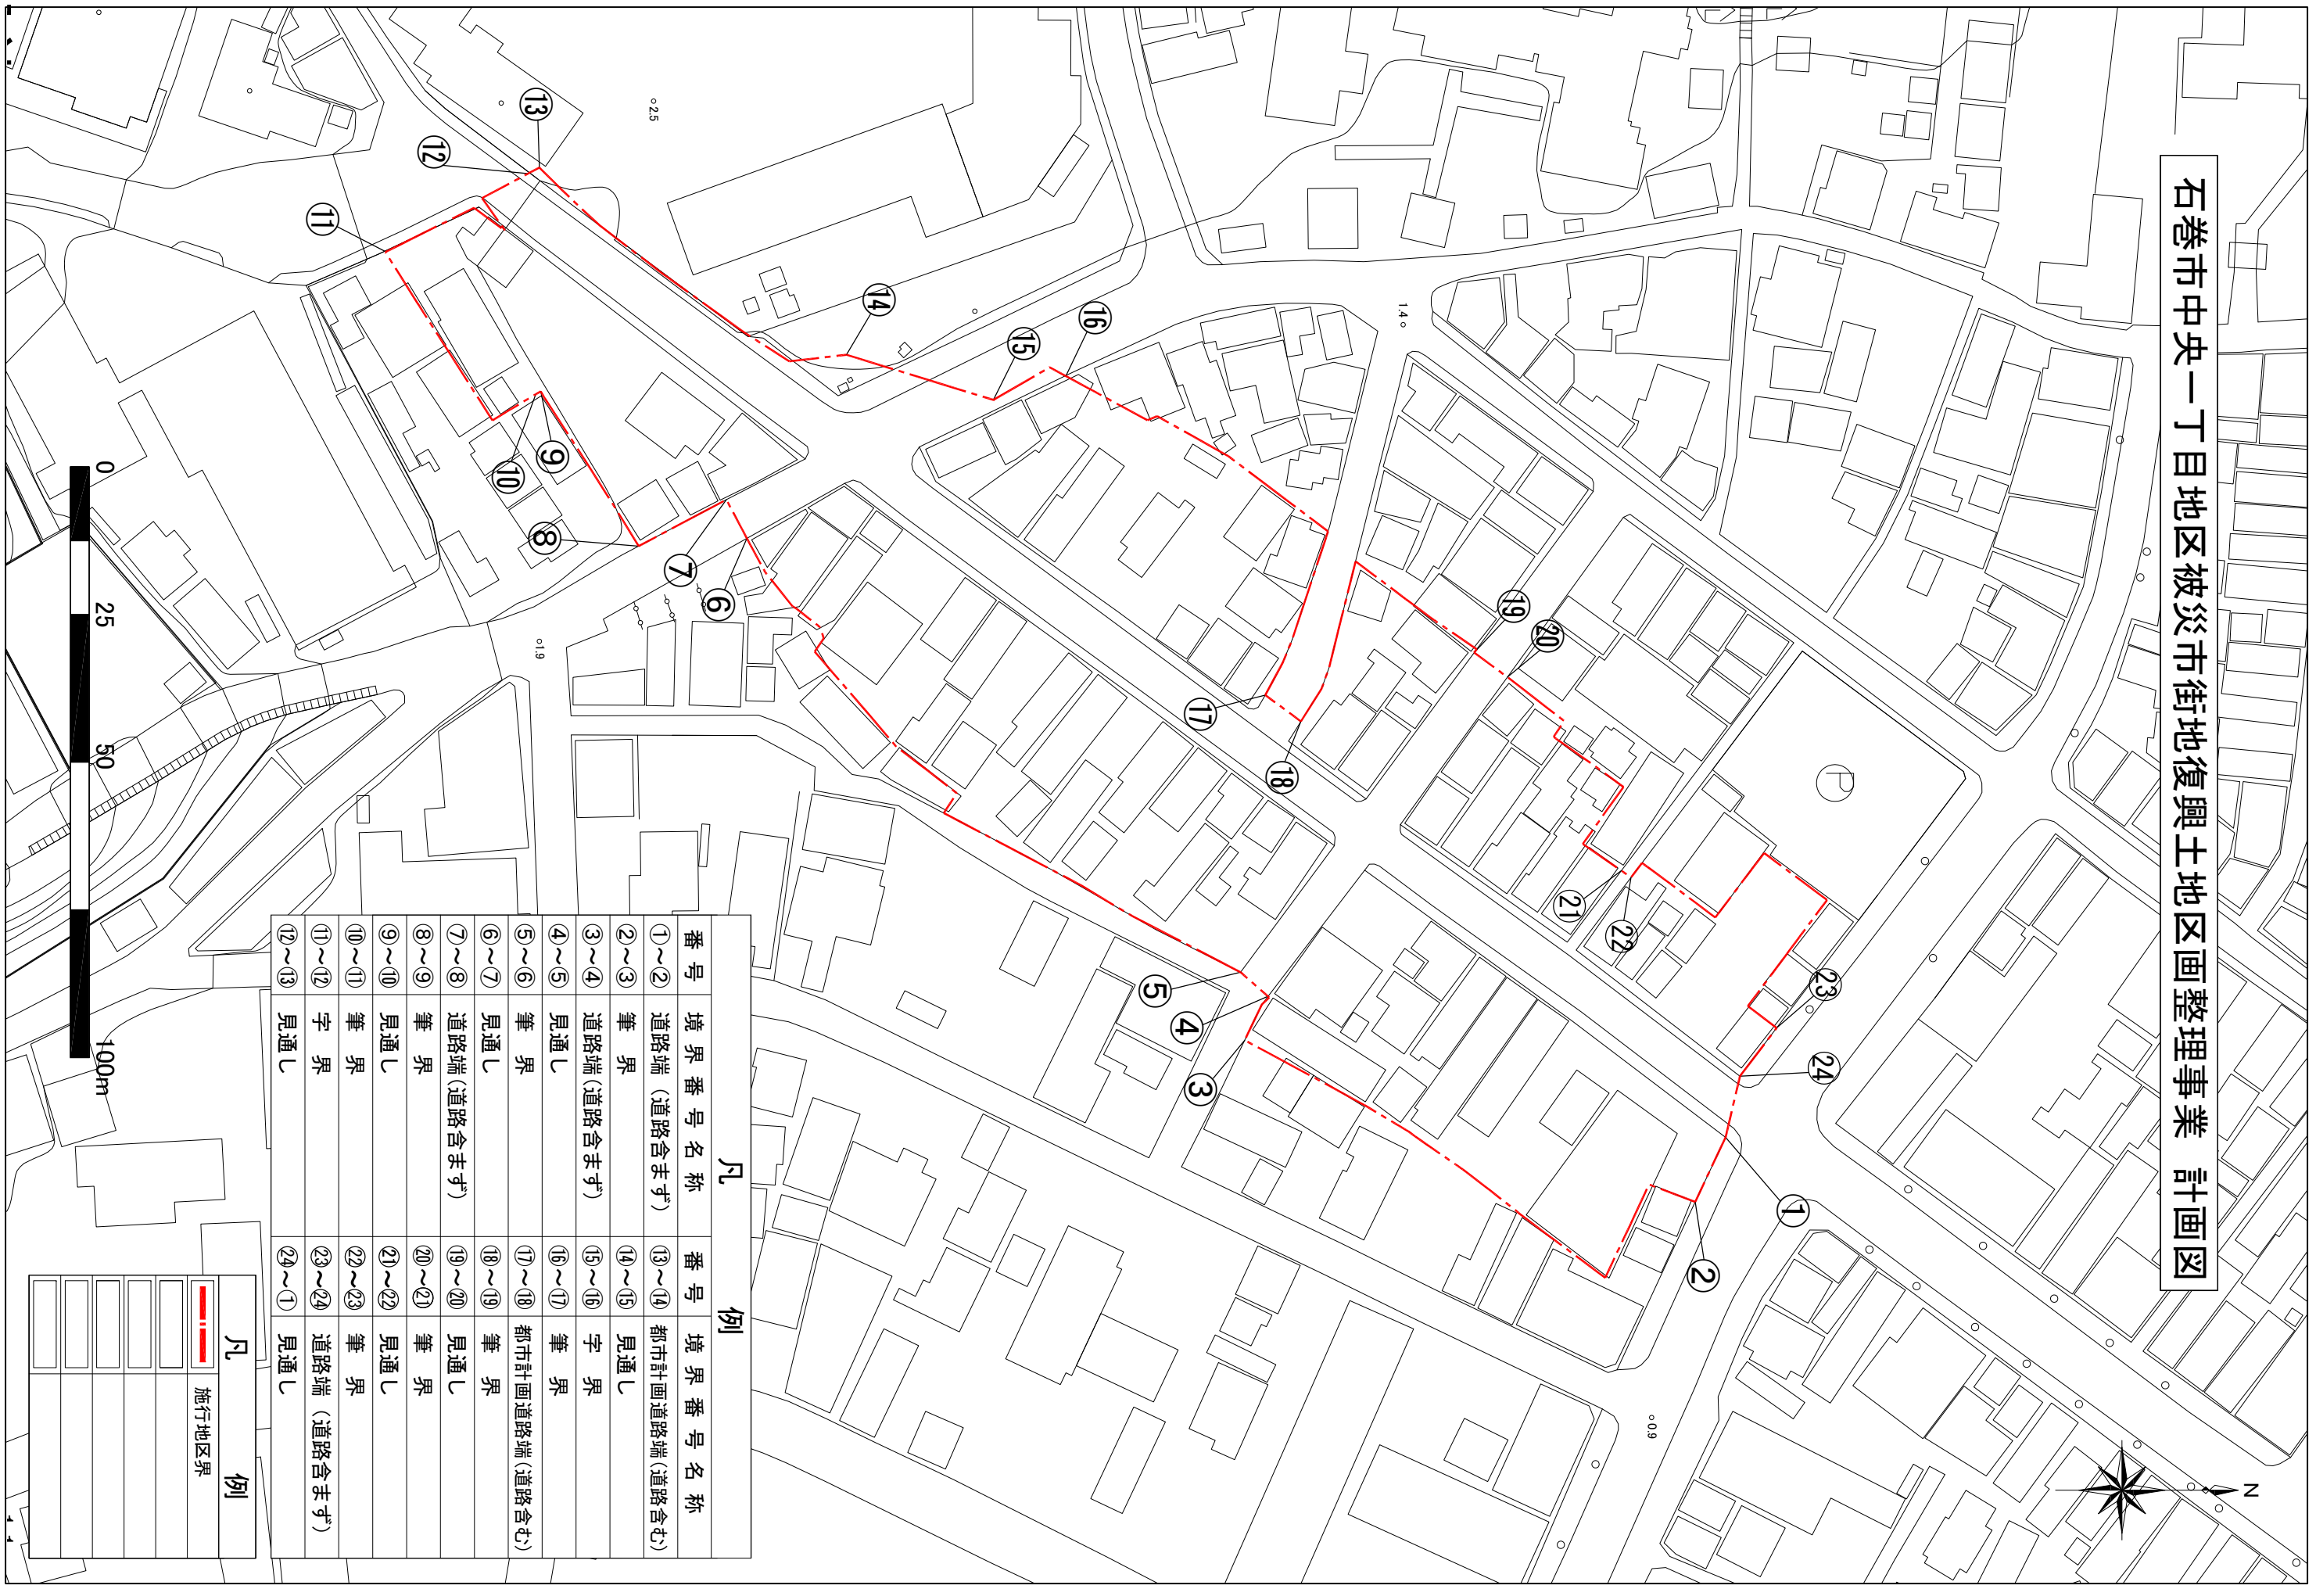 石巻市中央一丁目地区被災市街地復興土地区画整理事業 計画図
N
P
2.5
1.4
1.9
0.9
①
②
③
④
⑤
⑥
⑦
⑧
⑨
⑩
⑪
⑫
⑬
⑭
⑮
⑯
⑰
⑱
⑲
⑳
㉑
㉒
㉓
㉔
0 25 50 100m
凡 例
番号 境界番号名称 番号 境界番号名称
①~② 道路端(道路含まず) ⑬~⑭ 都市計画道路端(道路含む)
②~③ 筆 界 ⑭~⑮ 見通し
③~④ 道路端(道路含まず) ⑮~⑯ 字 界
④~⑤ 見通し ⑯~⑰ 筆 界
⑤~⑥ 筆 界 ⑰~⑱ 都市計画道路端(道路含む)
⑥~⑦ 見通し ⑱~⑲ 筆 界
⑦~⑧ 道路端(道路含まず) ⑲~⑳ 見通し
⑧~⑨ 筆 界 ⑳~㉑ 筆 界
⑨~⑩ 見通し ㉑~㉒ 見通し
⑩~⑪ 筆 界 ㉒~㉓ 筆 界
⑪~⑫ 字 界 ㉓~㉔ 道路端(道路含まず)
⑫~⑬ 見通し ㉔~① 見通し
凡 例
施行地区界